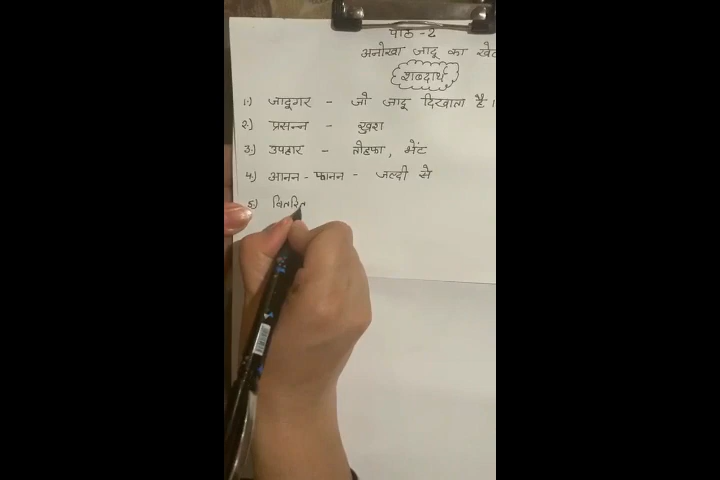 पाठ -2
अनोखा जादू का खेल
शब्दार्थ
1.) जादूगर - जो जादू दिखाता है।
2.) प्रसन्न - खुश
3.) उपहार - तोहफा, भेंट
4.) आनन - फानन - जल्दी से
5.) वितरित